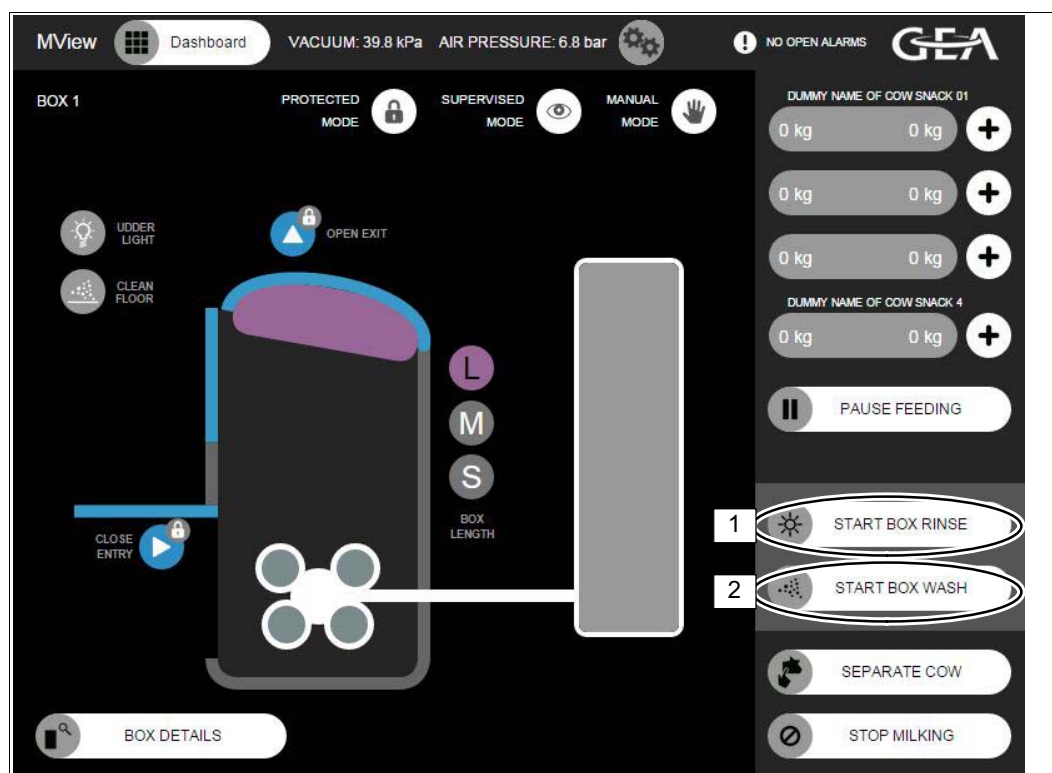 MView
Dashboard
VACUUM: 39.8 kPa AIR PRESSURE: 6.8 bar
NO OPEN ALARMS
GEA
BOX 1
PROTECTED
MODE
SUPERVISED
MODE
MANUAL
MODE
DUMMY NAME OF COW SNACK 01
0 kg 0 kg
0 kg 0 kg
0 kg 0 kg
DUMMY NAME OF COW SNACK 4
0 kg 0 kg
UDDER
LIGHT
OPEN EXIT
CLEAN
FLOOR
L
M
S
BOX
LENGTH
CLOSE
ENTRY
PAUSE FEEDING
1
START BOX RINSE
2
START BOX WASH
SEPARATE COW
BOX DETAILS
STOP MILKING